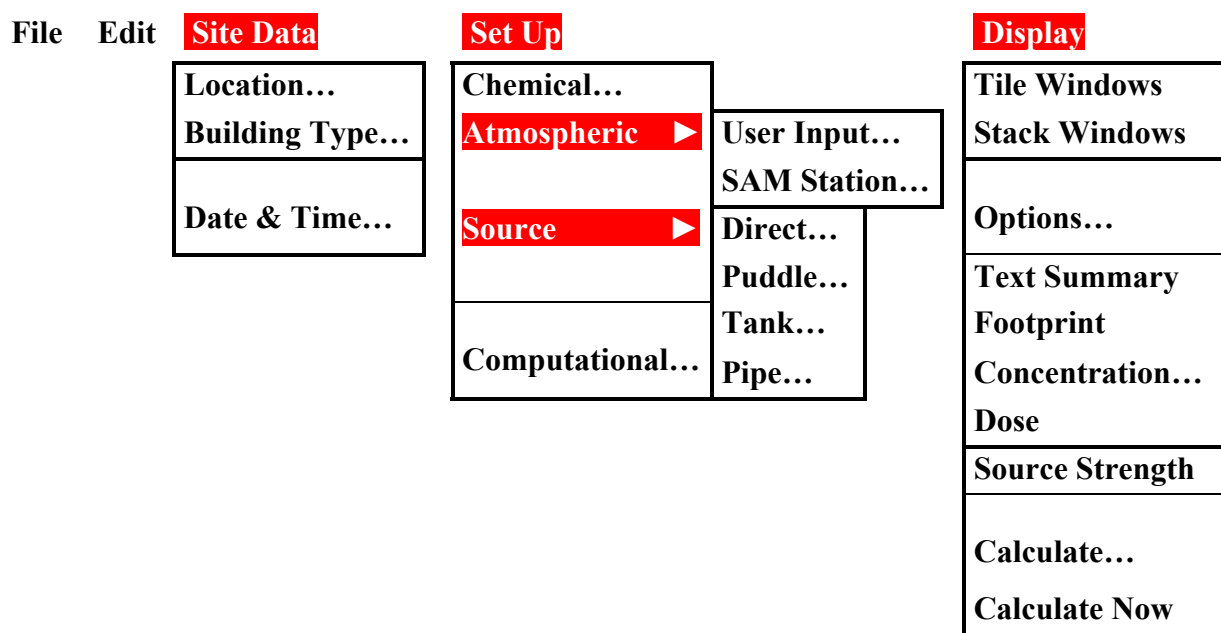 File Edit Site Data Set Up Display
Location…
Building Type…
Date & Time…
Chemical…
Atmospheric ►
User Input…
SAM Station…
Source ►
Direct…
Puddle…
Tank…
Pipe…
Computational…
Tile Windows
Stack Windows
Options…
Text Summary
Footprint
Concentration…
Dose
Source Strength
Calculate…
Calculate Now